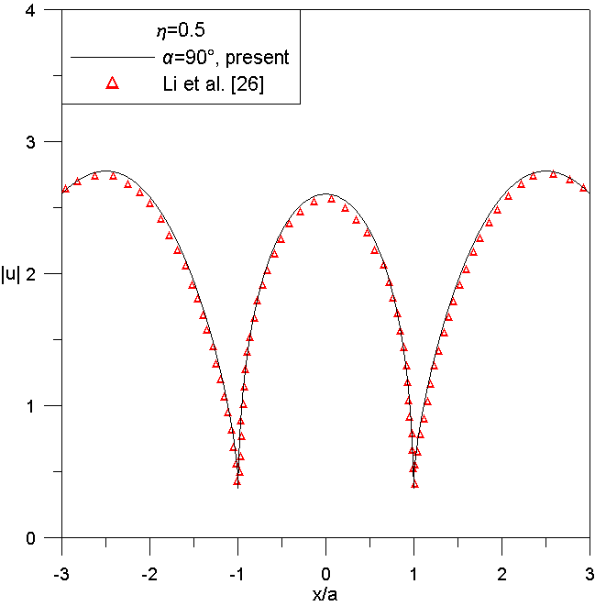 4
η=0.5
α=90°, present
Li et al. [26]
3
|u|
2
1
0
-3 -2 -1 0 1 2 3
x/a